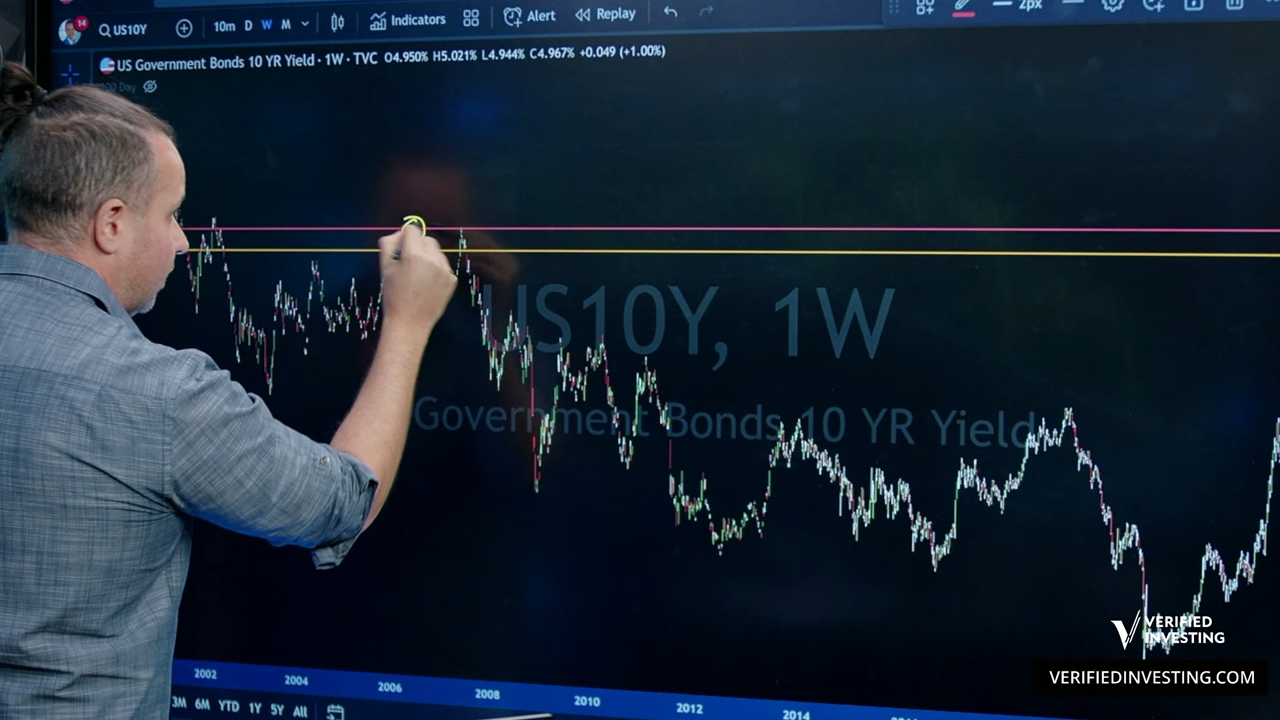 14 US10Y 10m D W M Indicators Alert Replay 2px
US Government Bonds 10 YR Yield · 1W · TVC O4.950% H5.021% L4.944% C4.967% +0.049 (+1.00%)
Day
US10Y, 1W
Government Bonds 10 YR Yield
VERIFIED
INVESTING
VERIFIEDINVESTING.COM
2002 2004 2006 2008 2010 2012 2014
3M 6M YTD 1Y 5Y All